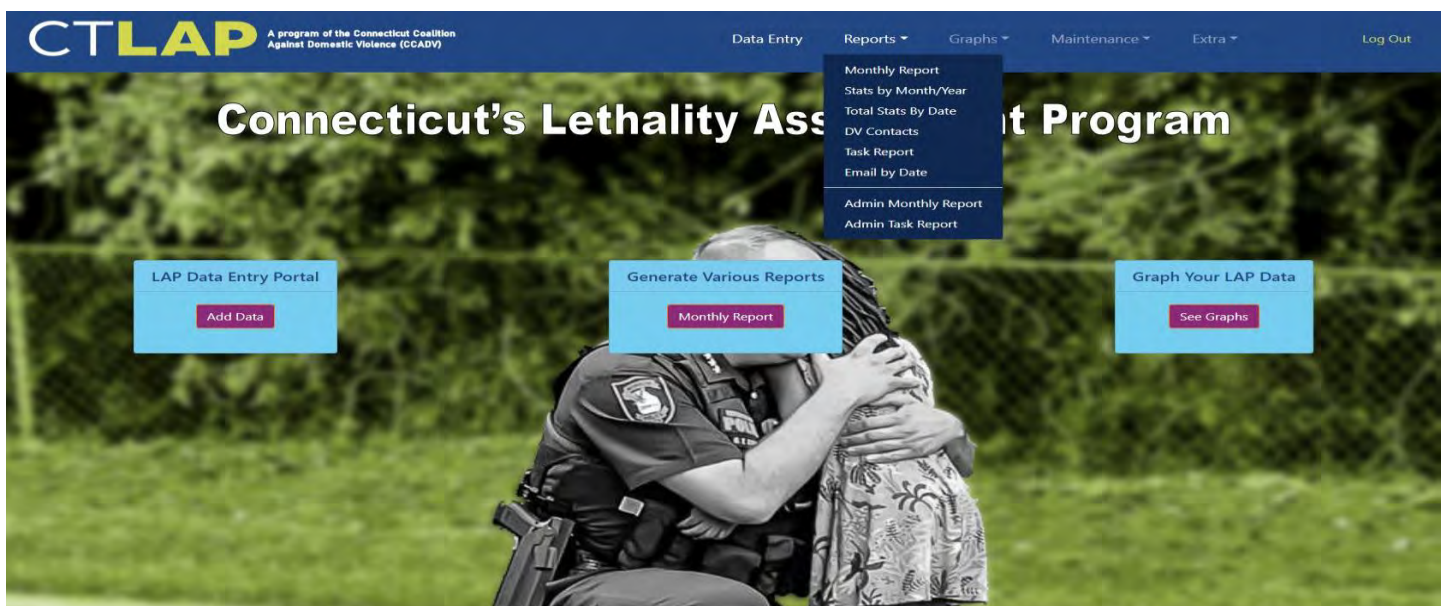 CTLAP
A program of the Connecticut Coalition
Against Domestic Violence (CCADV)
Data Entry
Reports
Graphs
Maintenance
Extra
Log Out
Monthly Report
Stats by Month/Year
Total Stats By Date
DV Contacts
Task Report
Email by Date
Admin Monthly Report
Admin Task Report
Connecticut's Lethality Ass t Program
LAP Data Entry Portal
Add Data
Generate Various Reports
Monthly Report
Graph Your LAP Data
See Graphs